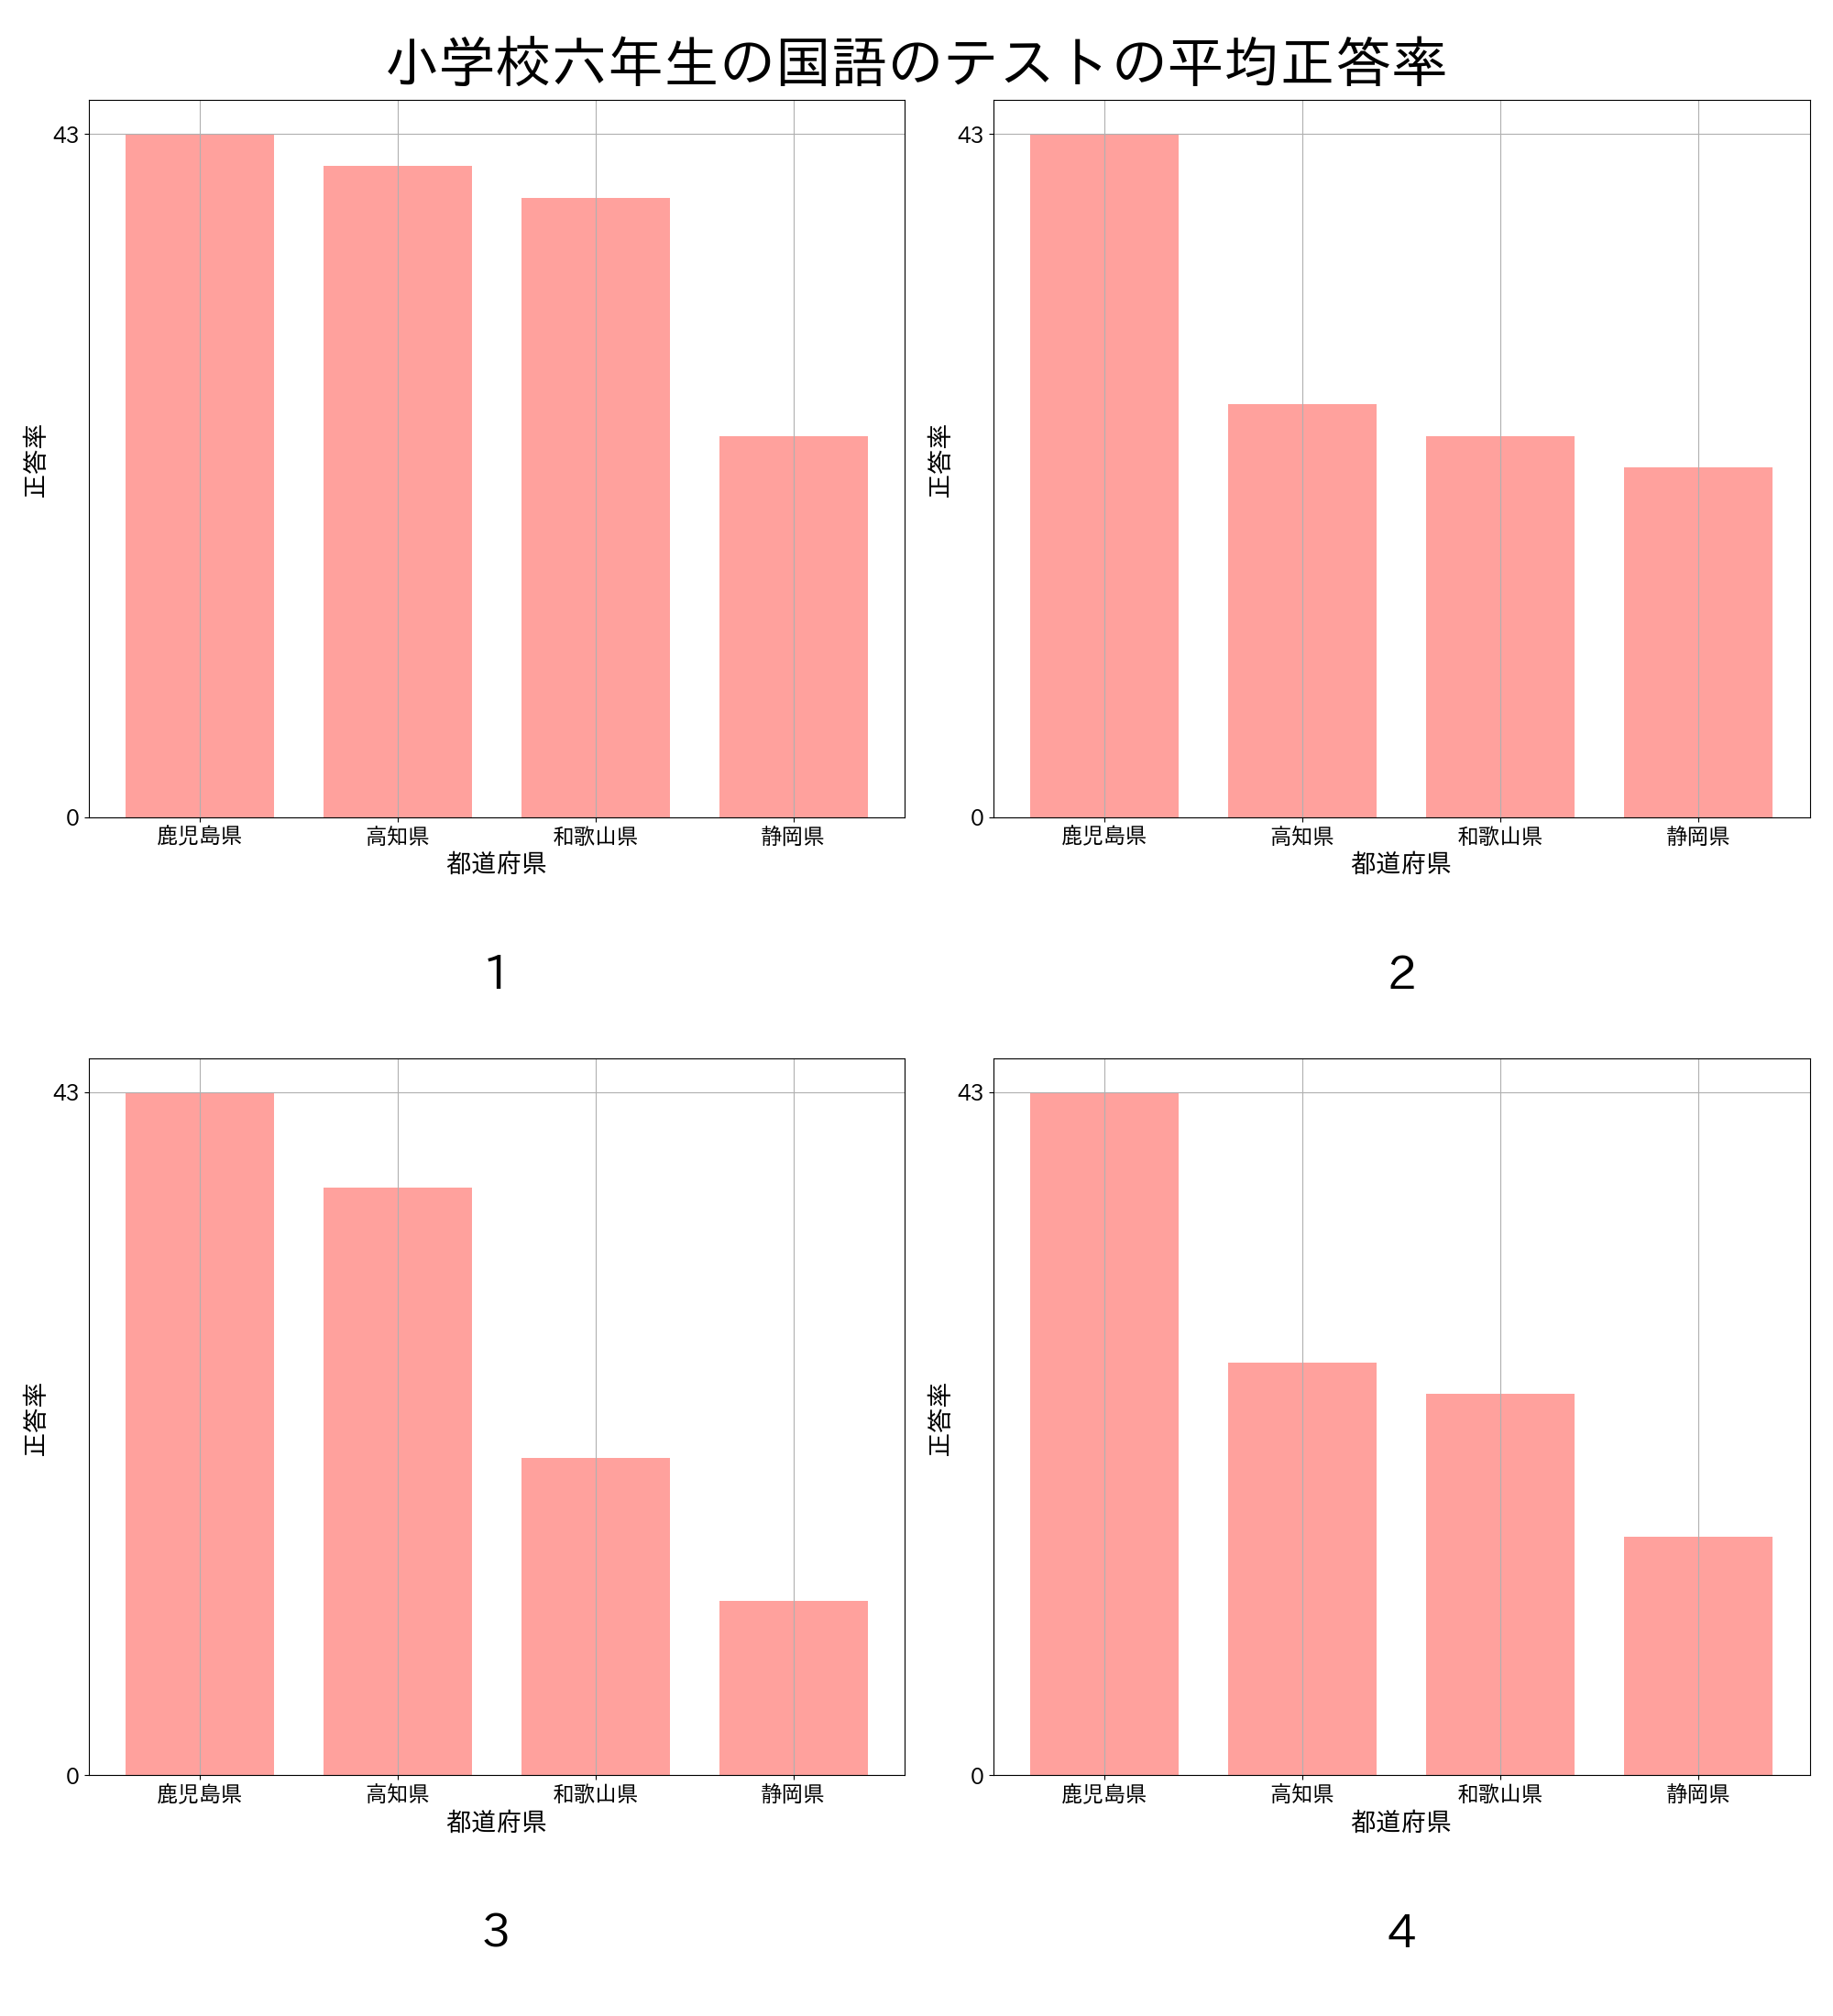 小学校六年生の国語のテストの平均正答率
43
0
正答率
鹿児島県 高知県 和歌山県 静岡県
都道府県
1
43
0
正答率
鹿児島県 高知県 和歌山県 静岡県
都道府県
2
43
0
正答率
鹿児島県 高知県 和歌山県 静岡県
都道府県
3
43
0
正答率
鹿児島県 高知県 和歌山県 静岡県
都道府県
4